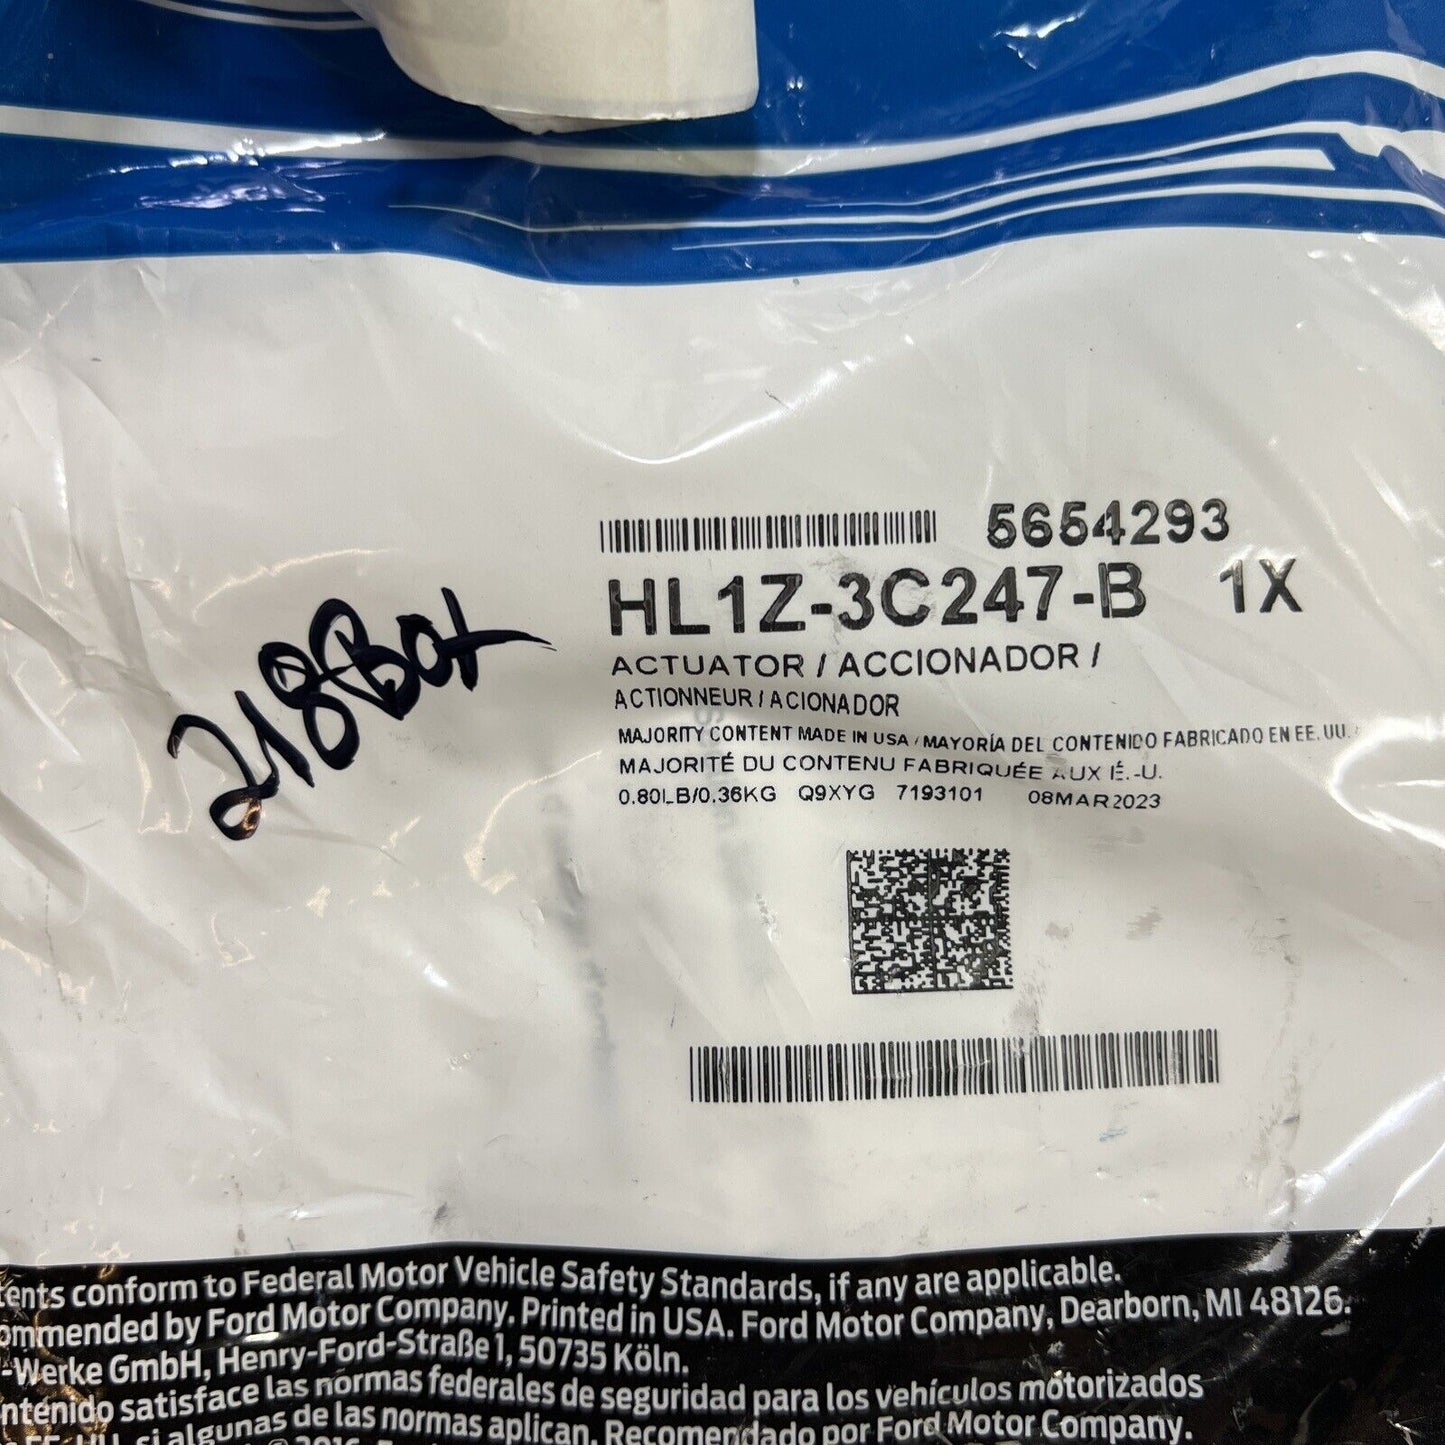 5654293
HL1Z-3C247-B 1X
ACTUATOR / ACCIONADOR /
ACTIONNEUR / ACIONADOR
MAJORITY CONTENT MADE IN USA / MAYORÍA DEL CONTENIDO FABRICADO EN EE.UU.
MAJORITÉ DU CONTENU FABRIQUÉE AUX É.-U.
0.80LB/0.36KG Q9XYG 7193101 08MAR2023
218Box
conform to Federal Motor Vehicle Safety Standards, if any are applicable.
by Ford Motor Company. Printed in USA. Ford Motor Company, Dearborn, MI 48126.
-Werke GmbH, Henry-Ford-Straße 1, 50735 Köln.
satisface las normas federales de seguridad para los vehículos motorizados
si algunas de las normas aplican. Recomendado por Ford Motor Company.